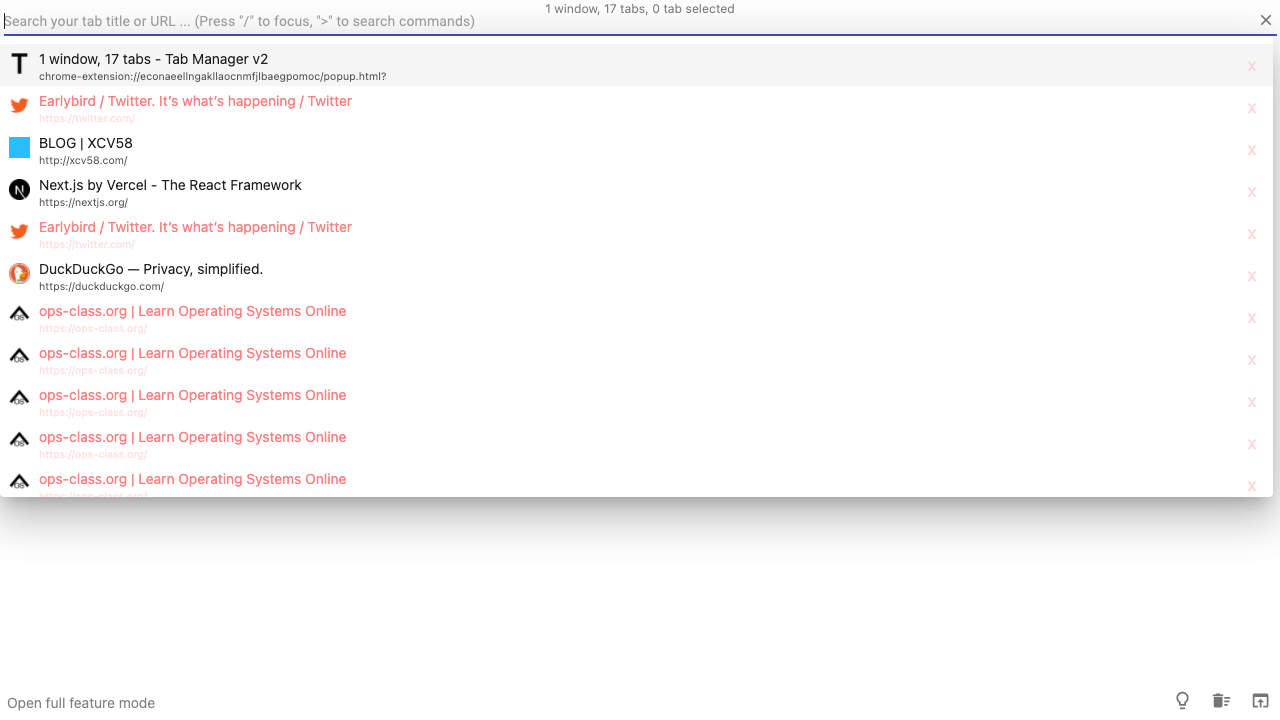 1 window, 17 tabs, 0 tab selected
Search your tab title or URL ... (Press "/" to focus, ">" to search commands)
1 window, 17 tabs - Tab Manager v2
X
chrome-extension://econaeellngakllaocnmfjlbaegpomoc/popup.html?
Earlybird / Twitter. It's what's happening / Twitter
X
https://twitter.com/
BLOG | XCV58
X
http://xcv58.com/
Next.js by Vercel - The React Framework
X
https://nextjs.org/
Earlybird / Twitter. It's what's happening / Twitter
X
https://twitter.com/
DuckDuckGo — Privacy, simplified.
X
https://duckduckgo.com/
ops-class.org | Learn Operating Systems Online
X
https://ops-class.org/
ops-class.org | Learn Operating Systems Online
X
https://ops-class.org/
ops-class.org | Learn Operating Systems Online
X
https://ops-class.org/
ops-class.org | Learn Operating Systems Online
X
https://ops-class.org/
ops-class.org | Learn Operating Systems Online
X
https://ops-class.org/
Open full feature mode